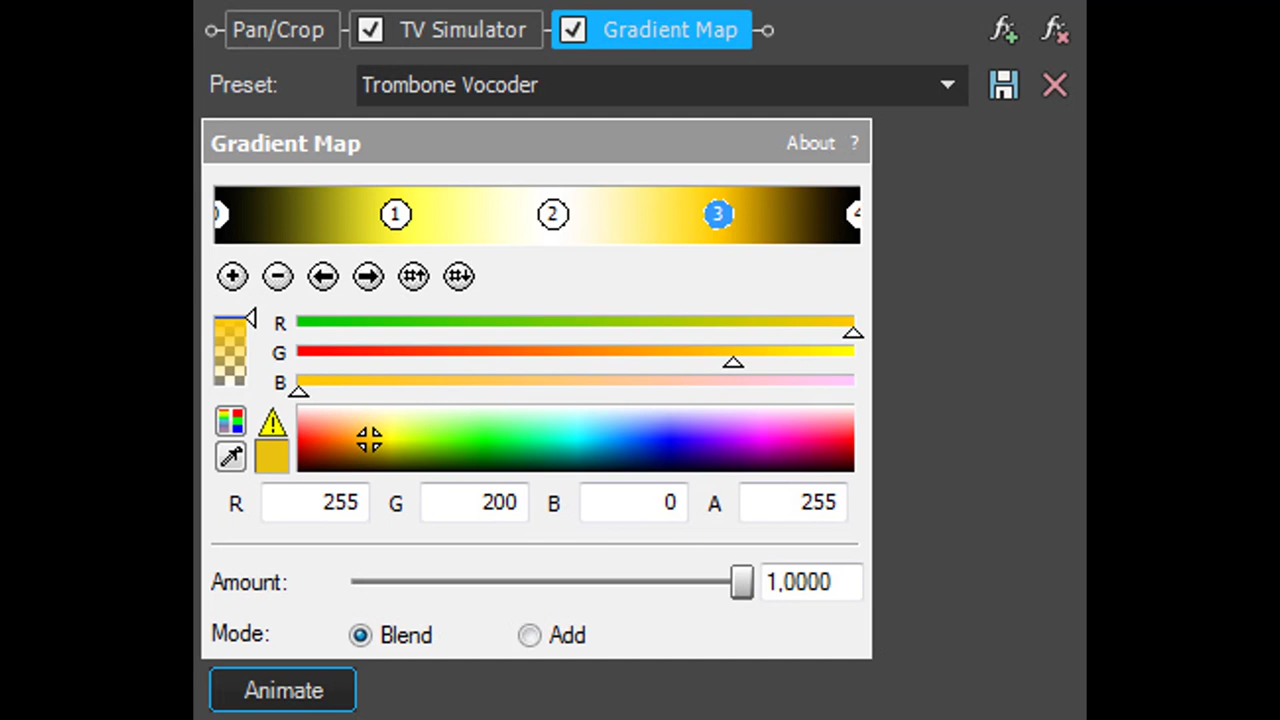 Pan/Crop TV Simulator Gradient Map
Preset: Trombone Vocoder
Gradient Map About ?
1 2 3 4
R
G
B
R 255 G 200 B 0 A 255
Amount: 1,0000
Mode: Blend Add
Animate